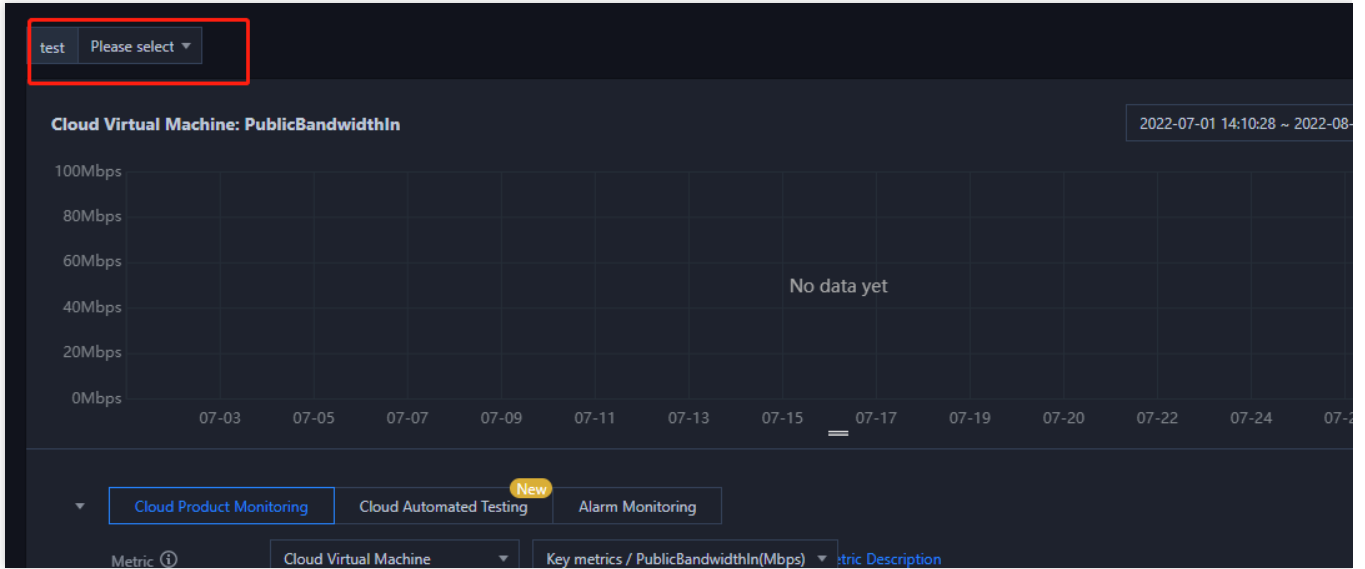 test Please select
Cloud Virtual Machine: PublicBandwidthIn
2022-07-01 14:10:28 ~ 2022-08-
100Mbps
80Mbps
60Mbps
No data yet
40Mbps
20Mbps
0Mbps
07-03 07-05 07-07 07-09 07-11 07-13 07-15 07-17 07-19 07-20 07-22 07-24 07-2
New
Cloud Product Monitoring Cloud Automated Testing Alarm Monitoring
Metric Cloud Virtual Machine Key metrics / PublicBandwidthIn(Mbps) etric Description